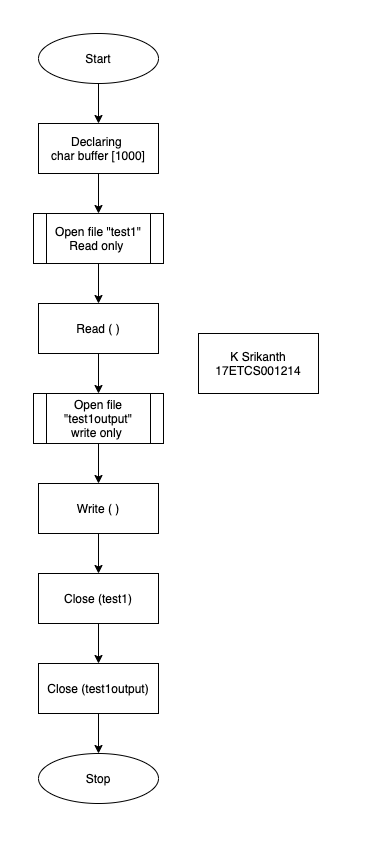 Start
Declaring
char buffer [1000]
Open file "test1"
Read only
Read ( )
K Srikanth
17ETCS001214
Open file
"test1output"
write only
Write ( )
Close (test1)
Close (test1output)
Stop